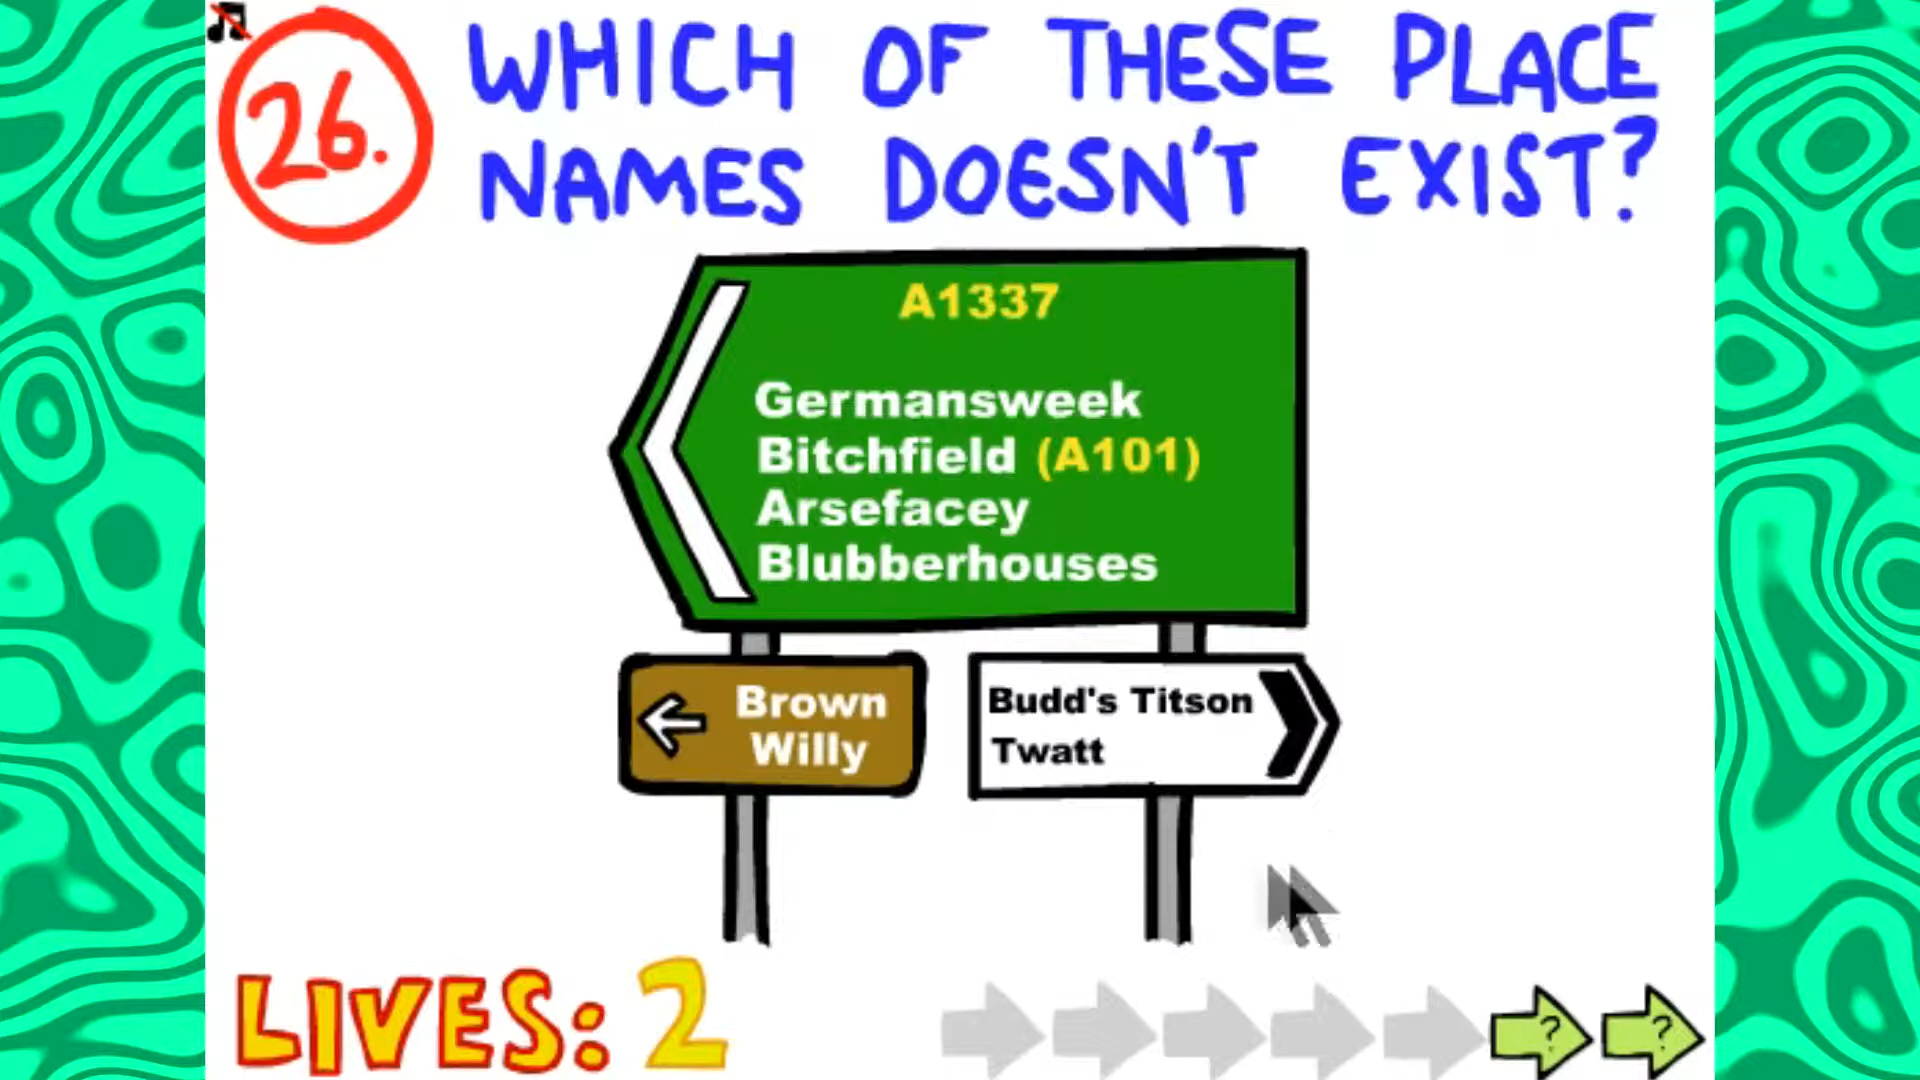 26.
WHICH OF THESE PLACE
NAMES DOESN'T EXIST?
A1337
Germansweek
Bitchfield (A101)
Arsefacey
Blubberhouses
Brown
Willy
Budd's Titson
Twatt
LIVES: 2
? ?